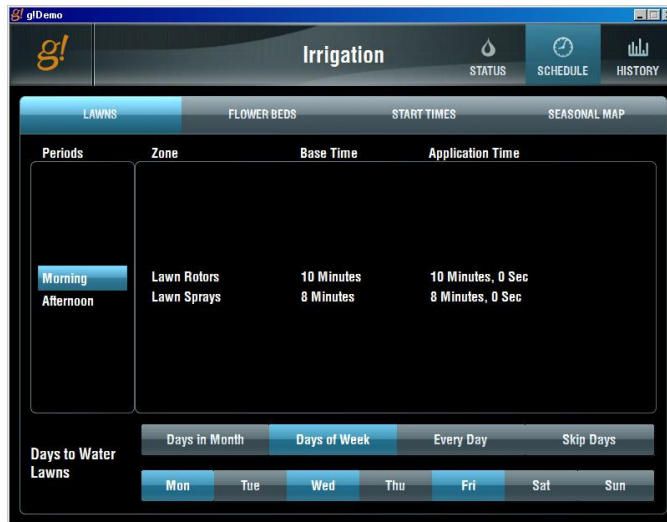 g! g!Demo
g!
Irrigation
STATUS SCHEDULE HISTORY
LAWNS FLOWER BEDS START TIMES SEASONAL MAP
Periods Zone Base Time Application Time
Morning Lawn Rotors 10 Minutes 10 Minutes, 0 Sec
Afternoon Lawn Sprays 8 Minutes 8 Minutes, 0 Sec
Days to Water
Lawns
Days in Month Days of Week Every Day Skip Days
Mon Tue Wed Thu Fri Sat Sun